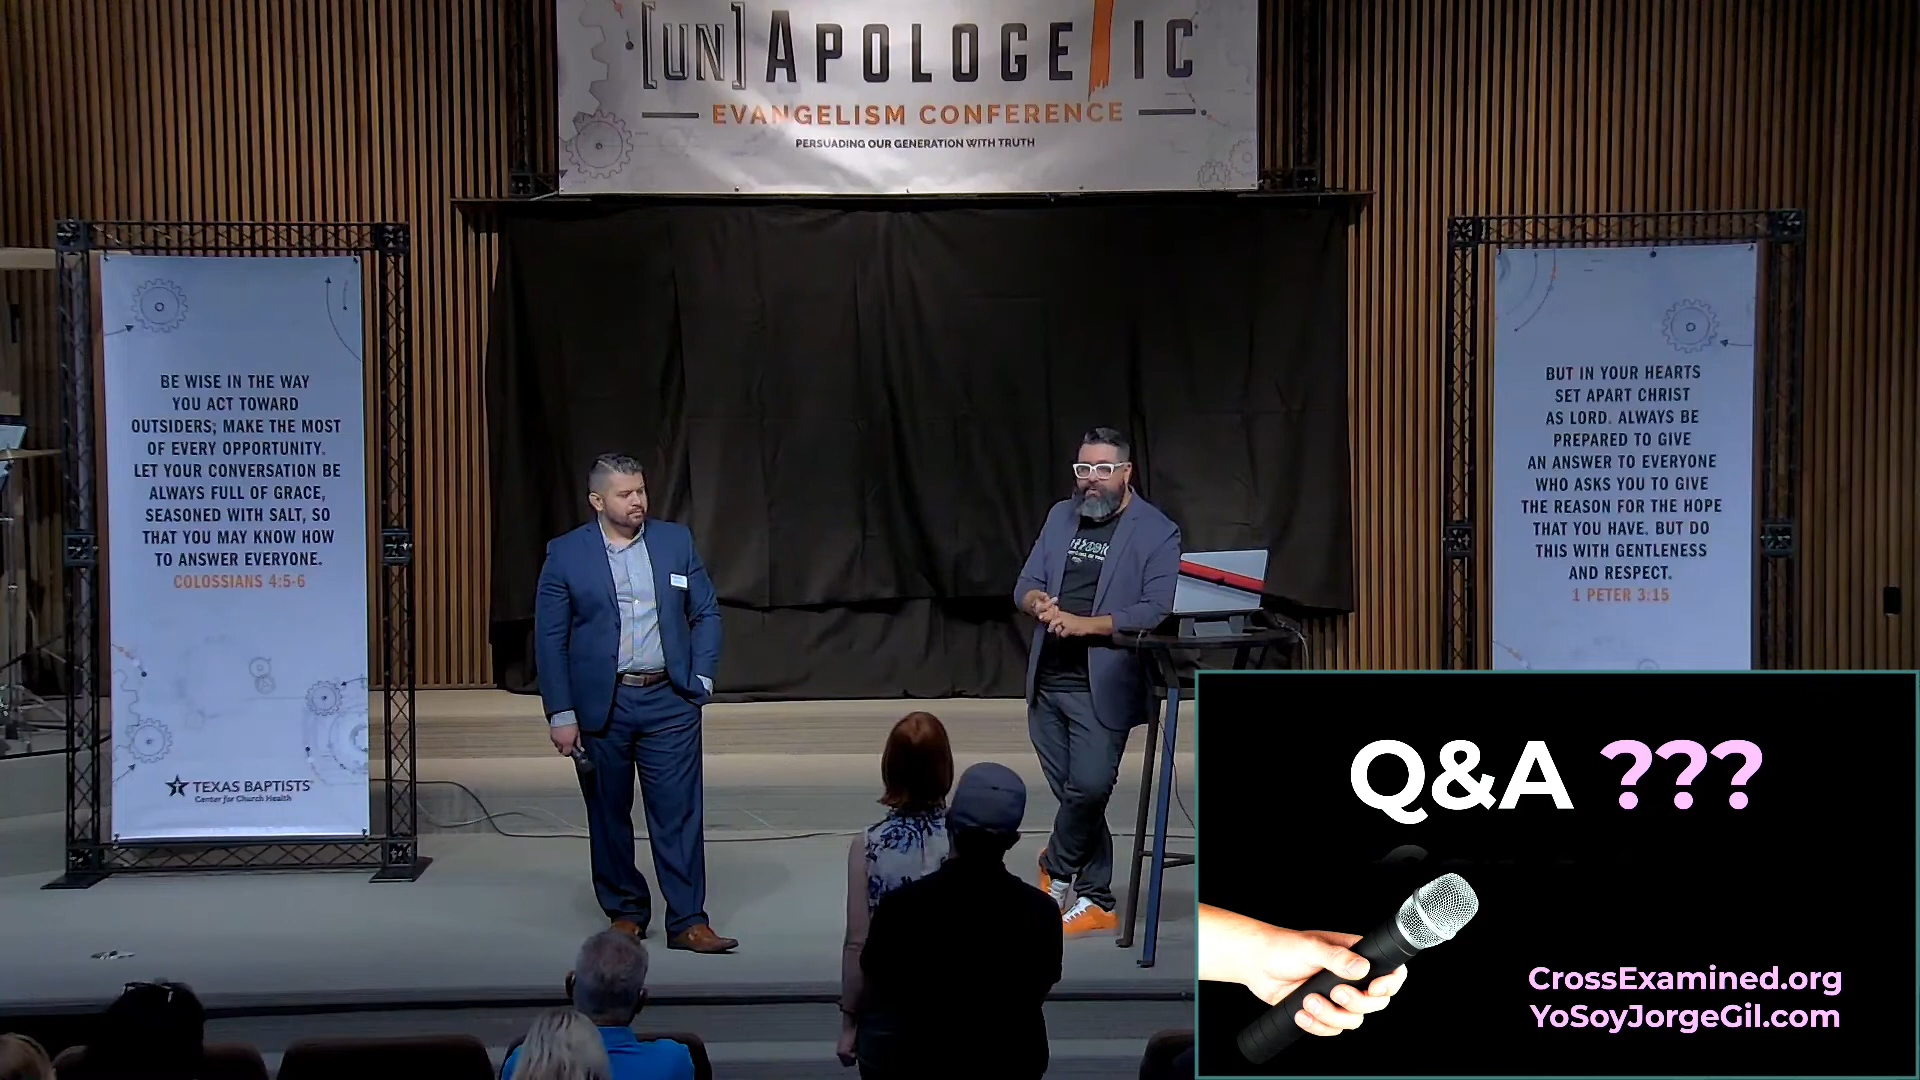 [UN]APOLOGETIC
EVANGELISM CONFERENCE
PERSUADING OUR GENERATION WITH TRUTH
BE WISE IN THE WAY
YOU ACT TOWARD
OUTSIDERS; MAKE THE MOST
OF EVERY OPPORTUNITY.
LET YOUR CONVERSATION BE
ALWAYS FULL OF GRACE,
SEASONED WITH SALT, SO
THAT YOU MAY KNOW HOW
TO ANSWER EVERYONE.
COLOSSIANS 4:5-6
TEXAS BAPTISTS
Center for Church Health
BUT IN YOUR HEARTS
SET APART CHRIST
AS LORD. ALWAYS BE
PREPARED TO GIVE
AN ANSWER TO EVERYONE
WHO ASKS YOU TO GIVE
THE REASON FOR THE HOPE
THAT YOU HAVE. BUT DO
THIS WITH GENTLENESS
AND RESPECT.
1 PETER 3:15
Q&A ???
CrossExamined.org
YoSoyJorgeGil.com